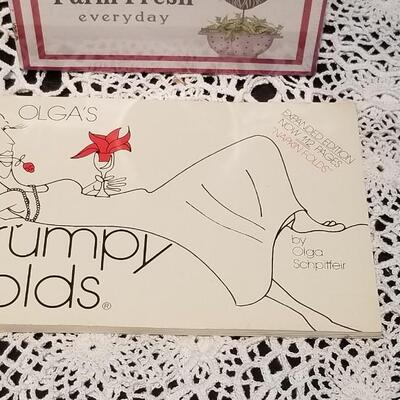 Farm Fresh
everyday
OLGA'S
EXPANDED EDITION
NOW 112 PAGES
"NAPKIN FOLDS"
rumpy
olds®
by
Olga
Schpitfeir